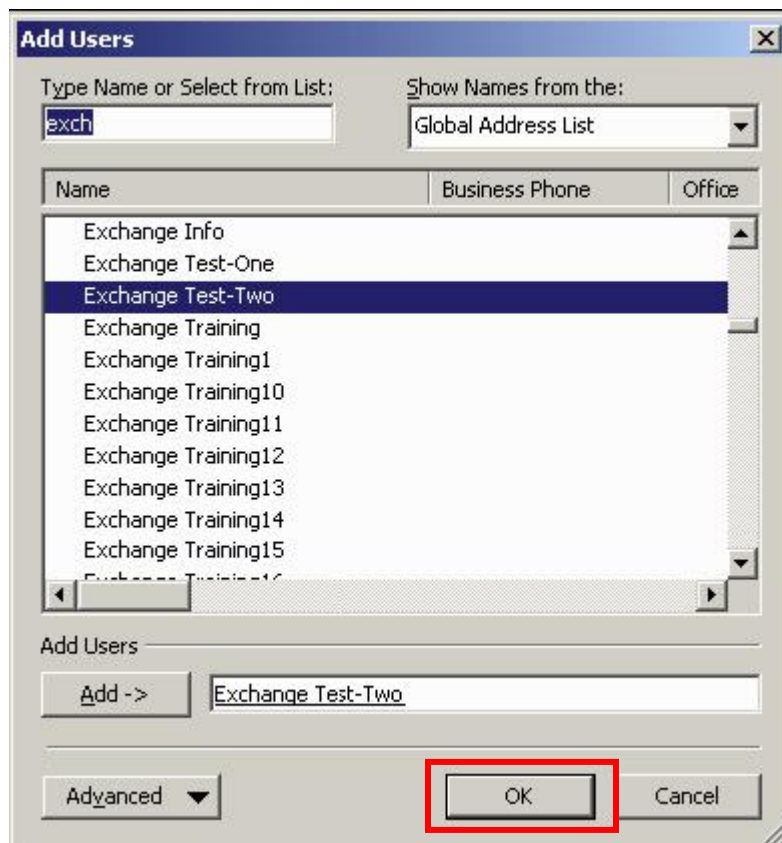 Add Users
Type Name or Select from List: Show Names from the:
exch Global Address List
Name Business Phone Office
Exchange Info
Exchange Test-One
Exchange Test-Two
Exchange Training
Exchange Training1
Exchange Training10
Exchange Training11
Exchange Training12
Exchange Training13
Exchange Training14
Exchange Training15
Add Users
Add -> Exchange Test-Two
Advanced OK Cancel